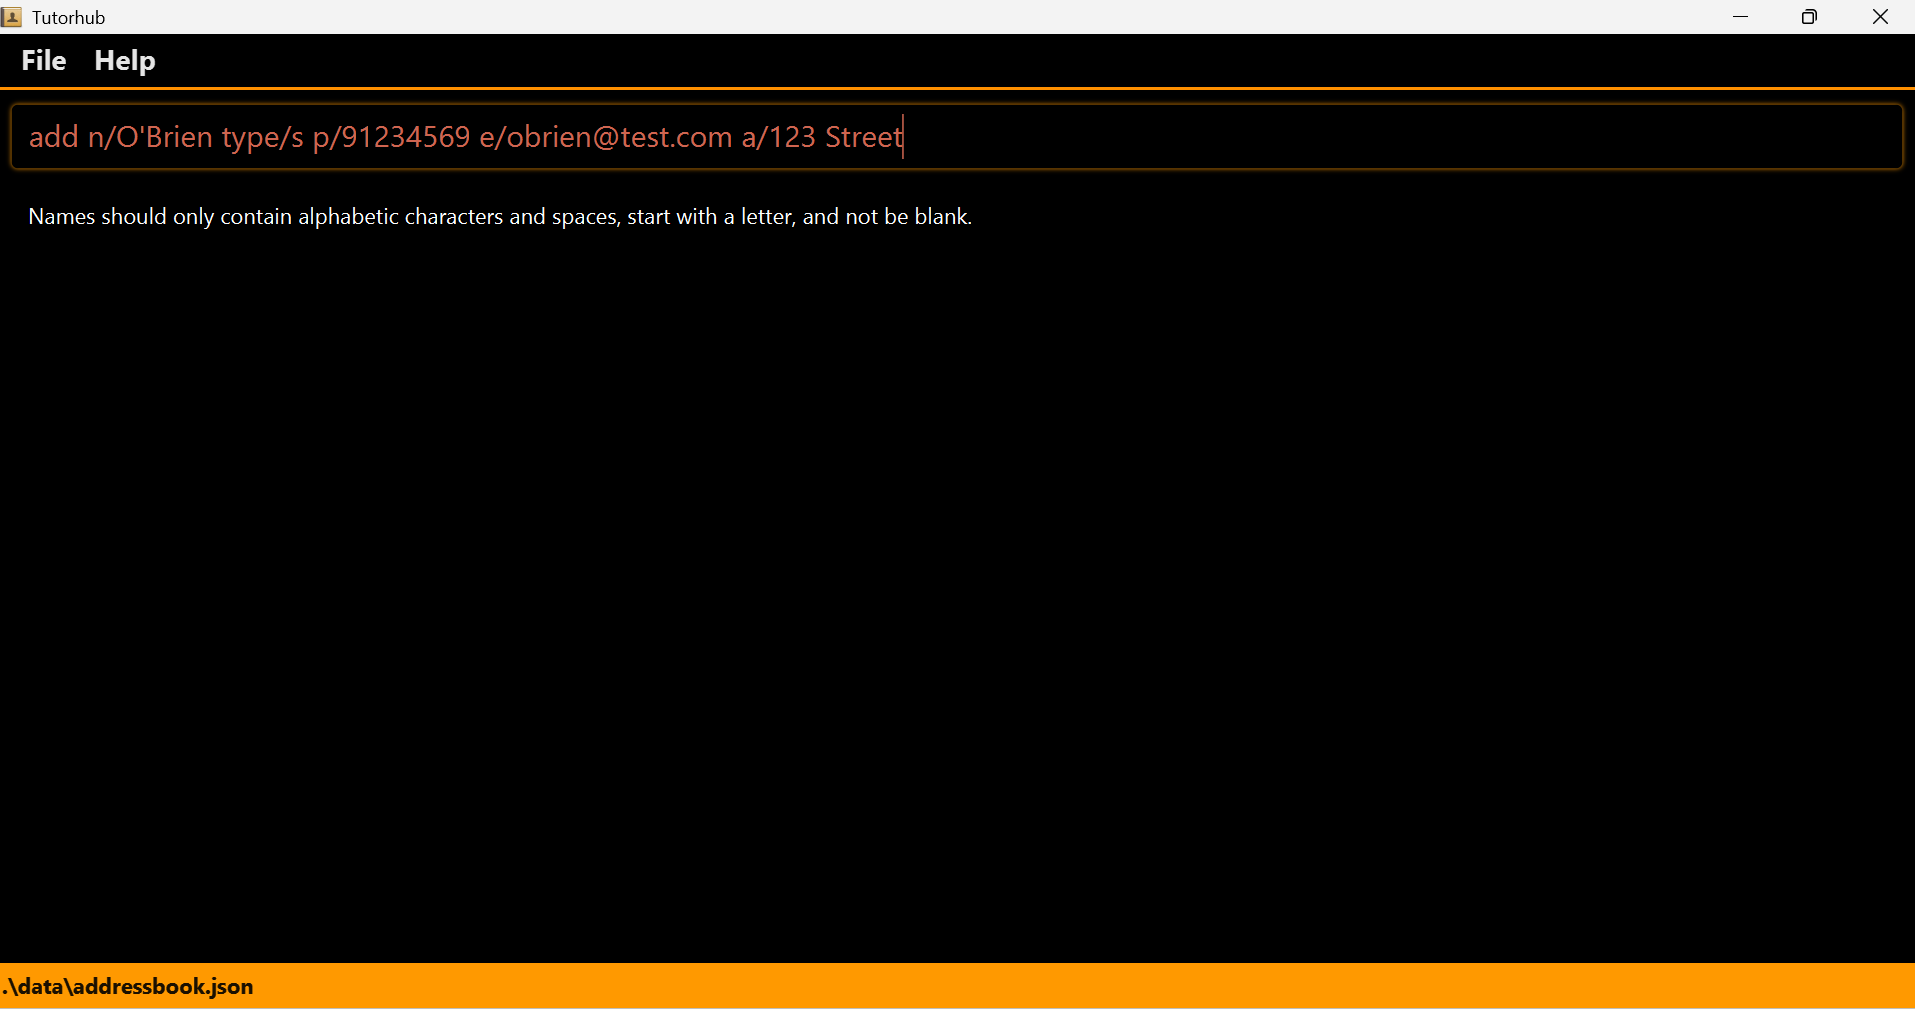 Tutorhub
File Help
add n/O'Brien type/s p/91234569 e/obrien@test.com a/123 Street
Names should only contain alphabetic characters and spaces, start with a letter, and not be blank.
.\data\addressbook.json